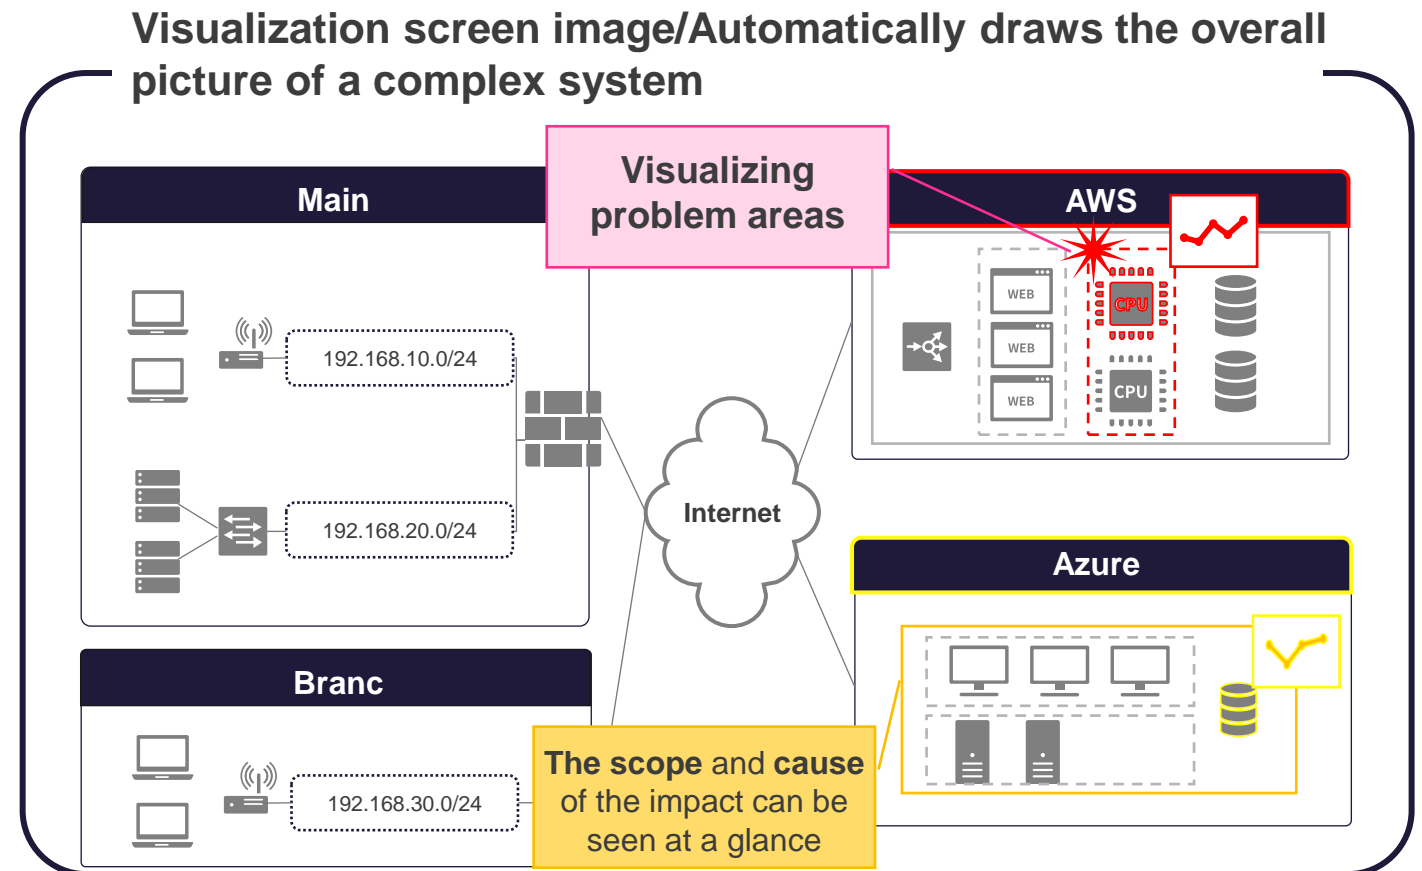 Visualization screen image/Automatically draws the overall
picture of a complex system
Main
Visualizing
problem areas
AWS
WEB
WEB
WEB
CPU
CPU
192.168.10.0/24
192.168.20.0/24
Internet
Azure
Branc
192.168.30.0/24
The scope and cause
of the impact can be
seen at a glance